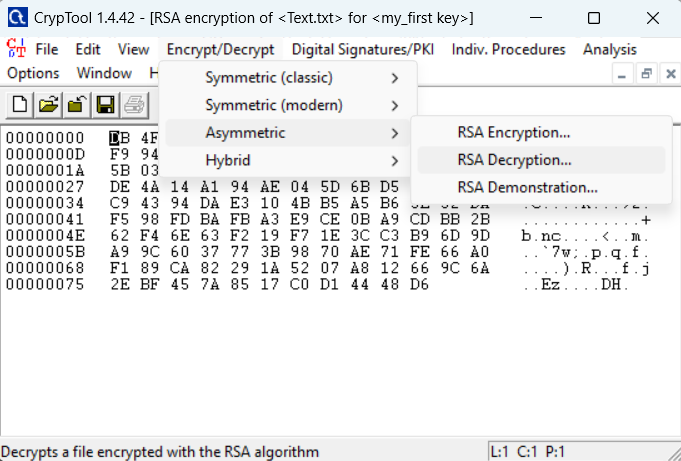 CrypTool 1.4.42 - [RSA encryption of <Text.txt> for <my_first key>]
File Edit View Encrypt/Decrypt Digital Signatures/PKI Indiv. Procedures Analysis
Options Window H
Symmetric (classic)
Symmetric (modern)
Asymmetric
Hybrid
RSA Encryption...
RSA Decryption...
RSA Demonstration...
00000000 DB 4F
0000000D F9 94
0000001A 5B 03
00000027 DE 4A 14 A1 94 AE 04 5D 6B D5
00000034 C9 43 94 DA E3 10 4B B5 A5 B6
00000041 F5 98 FD BA FB A3 E9 CE 0B A9 CD BB 2B ............+
0000004E 62 F4 6E 63 F2 19 F7 1E 3C C3 B9 6D 9D b.nc....<..m.
0000005B A9 9C 60 37 77 3B 98 70 AE 71 FE 66 A0 ..`7w;.p.q.f.
00000068 F1 89 CA 82 29 1A 52 07 A8 12 66 9C 6A ....).R...f.j
00000075 2E BF 45 7A 85 17 C0 D1 44 48 D6 ..Ez....DH.
Decrypts a file encrypted with the RSA algorithm
L:1 C:1 P:1